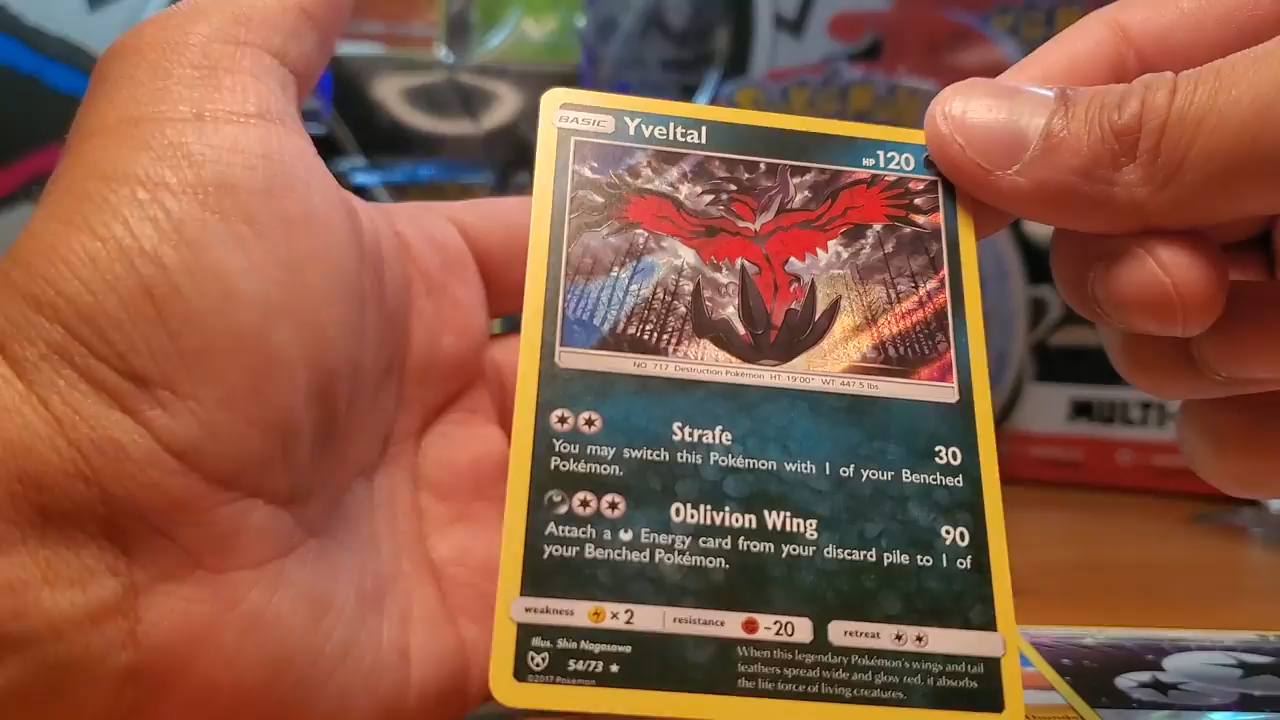 BASIC Yveltal
HP 120
NO. 717 Destruction Pokémon HT: 19'00" WT: 447.5 lbs.
Strafe 30
You may switch this Pokémon with 1 of your Benched
Pokémon.
Oblivion Wing 90
Attach a Energy card from your discard pile to 1 of
your Benched Pokémon.
weakness × 2 resistance -20 retreat
Illus. Shin Nagasawa
54/73
©2017 Pokémon
When this legendary Pokémon's wings and tail
feathers spread wide and glow red, it absorbs
the life force of living creatures.
MULTI-